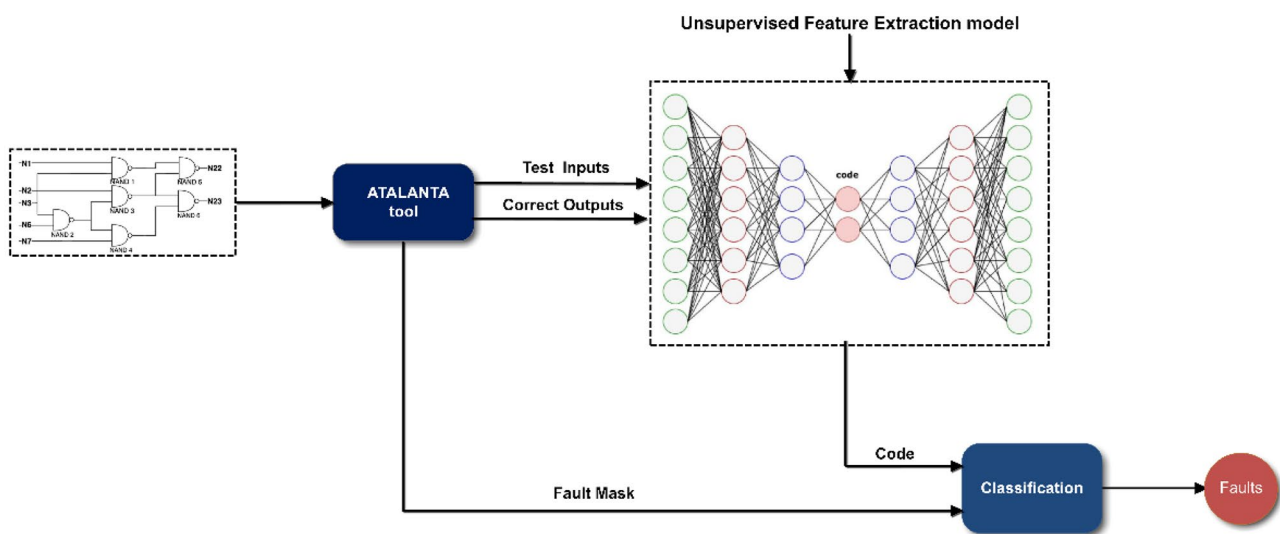 Unsupervised Feature Extraction model
N1
N2
N3
N6
N7
NAND 1
NAND 2
NAND 3
NAND 4
NAND 5
NAND 6
N22
N23
ATALANTA
tool
Test Inputs
Correct Outputs
code
Code
Fault Mask
Classification
Faults